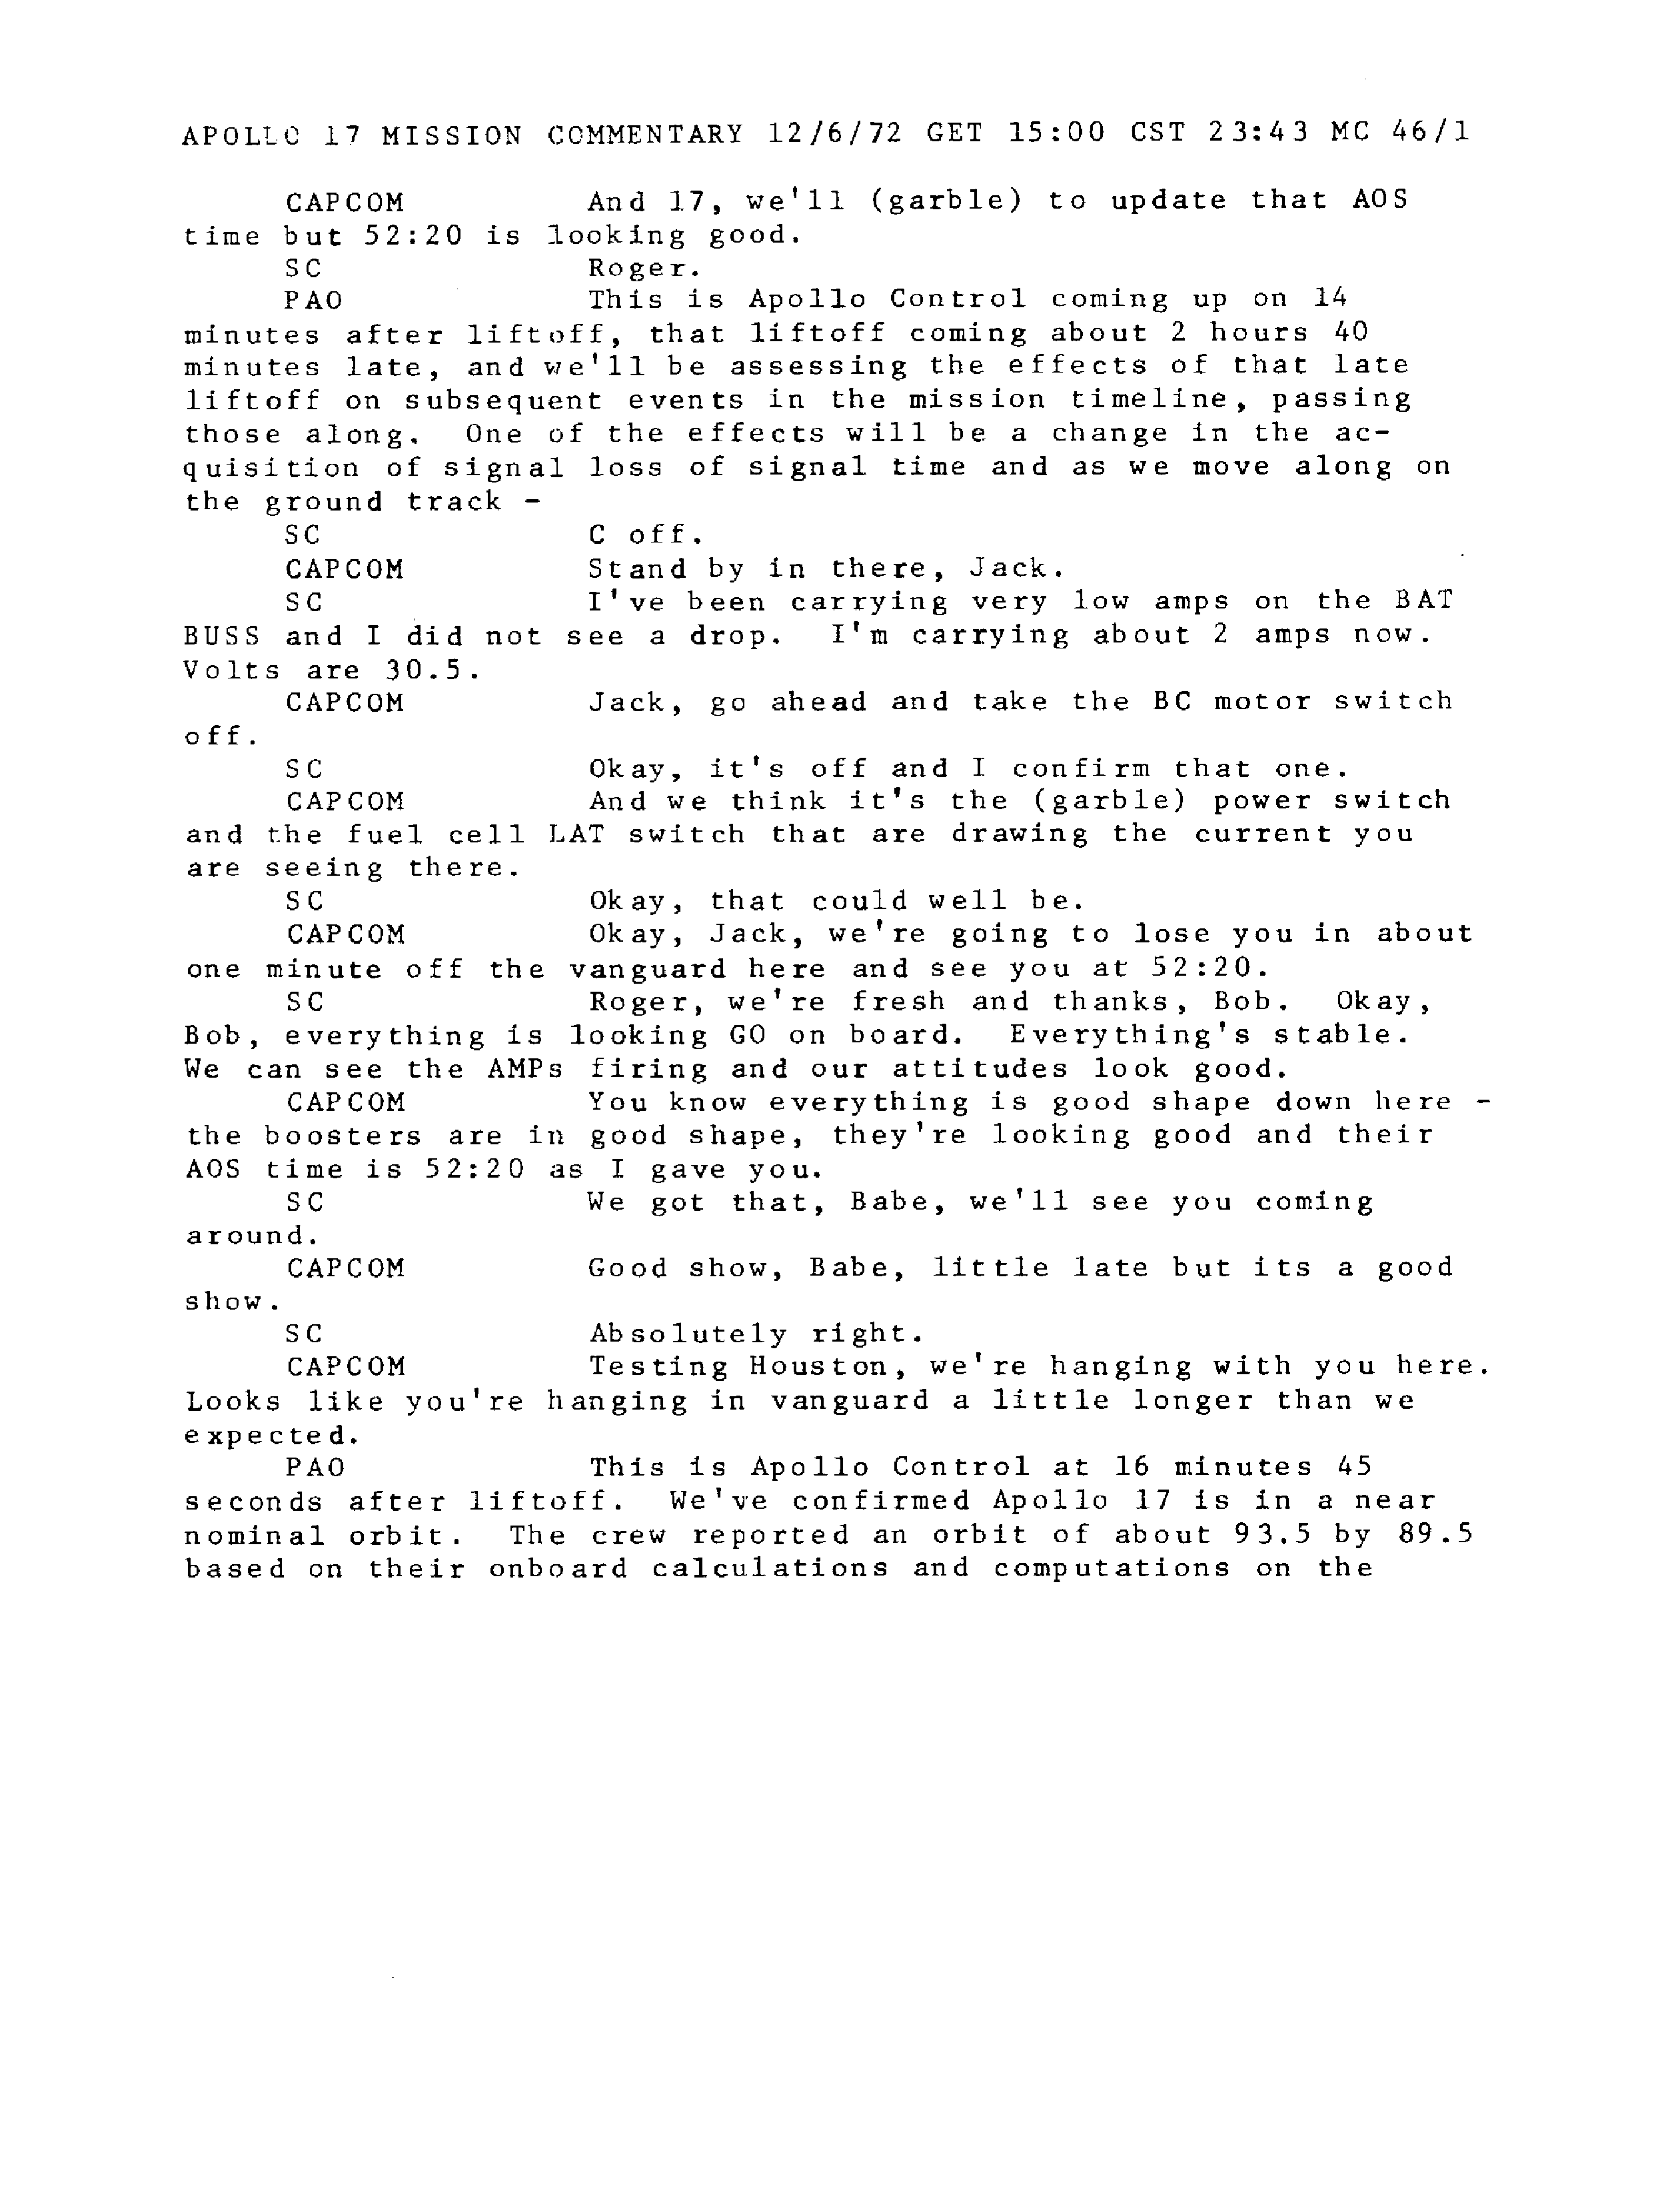 APOLLO 17 MISSION COMMENTARY 12/6/72 GET 15:00 CST 23:43 MC 46/1
CAPCOM And 17, we'll (garble) to update that AOS
time but 52:20 is looking good.
SC Roger.
PAO This is Apollo Control coming up on 14
minutes after liftoff, that liftoff coming about 2 hours 40
minutes late, and we'll be assessing the effects of that late
liftoff on subsequent events in the mission timeline, passing
those along. One of the effects will be a change in the ac-
quisition of signal loss of signal time and as we move along on
the ground track -
SC C off.
CAPCOM Stand by in there, Jack.
SC I've been carrying very low amps on the BAT
BUSS and I did not see a drop. I'm carrying about 2 amps now.
Volts are 30.5.
CAPCOM Jack, go ahead and take the BC motor switch
off.
SC Okay, it's off and I confirm that one.
CAPCOM And we think it's the (garble) power switch
and the fuel cell LAT switch that are drawing the current you
are seeing there.
SC Okay, that could well be.
CAPCOM Okay, Jack, we're going to lose you in about
one minute off the vanguard here and see you at 52:20.
SC Roger, we're fresh and thanks, Bob. Okay,
Bob, everything is looking GO on board. Everything's stable.
We can see the AMPs firing and our attitudes look good.
CAPCOM You know everything is good shape down here -
the boosters are in good shape, they're looking good and their
AOS time is 52:20 as I gave you.
SC We got that, Babe, we'll see you coming
around.
CAPCOM Good show, Babe, little late but its a good
show.
SC Absolutely right.
CAPCOM Testing Houston, we're hanging with you here.
Looks like you're hanging in vanguard a little longer than we
expected.
PAO This is Apollo Control at 16 minutes 45
seconds after liftoff. We've confirmed Apollo 17 is in a near
nominal orbit. The crew reported an orbit of about 93.5 by 89.5
based on their onboard calculations and computations on the